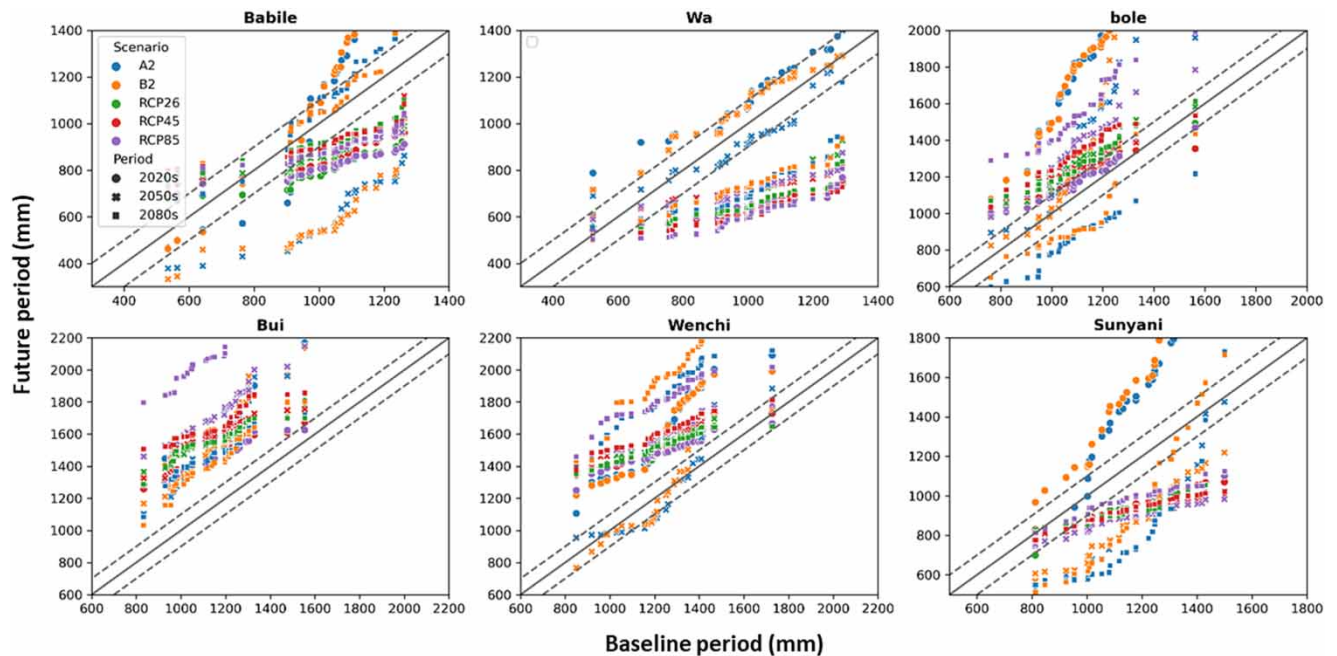 Babile
Wa
bole
Scenario
A2
B2
RCP26
RCP45
RCP85
Period
2020s
2050s
2080s
1400
1200
1000
800
600
400
400 600 800 1000 1200 1400
1400
1200
1000
800
600
400
400 600 800 1000 1200 1400
2000
1800
1600
1400
1200
1000
800
600
600 800 1000 1200 1400 1600 1800 2000
Future period (mm)
Bui
Wenchi
Sunyani
2200
2000
1800
1600
1400
1200
1000
800
600
600 800 1000 1200 1400 1600 1800 2000 2200
2200
2000
1800
1600
1400
1200
1000
800
600
600 800 1000 1200 1400 1600 1800 2000 2200
1800
1600
1400
1200
1000
800
600
600 800 1000 1200 1400 1600 1800
Baseline period (mm)